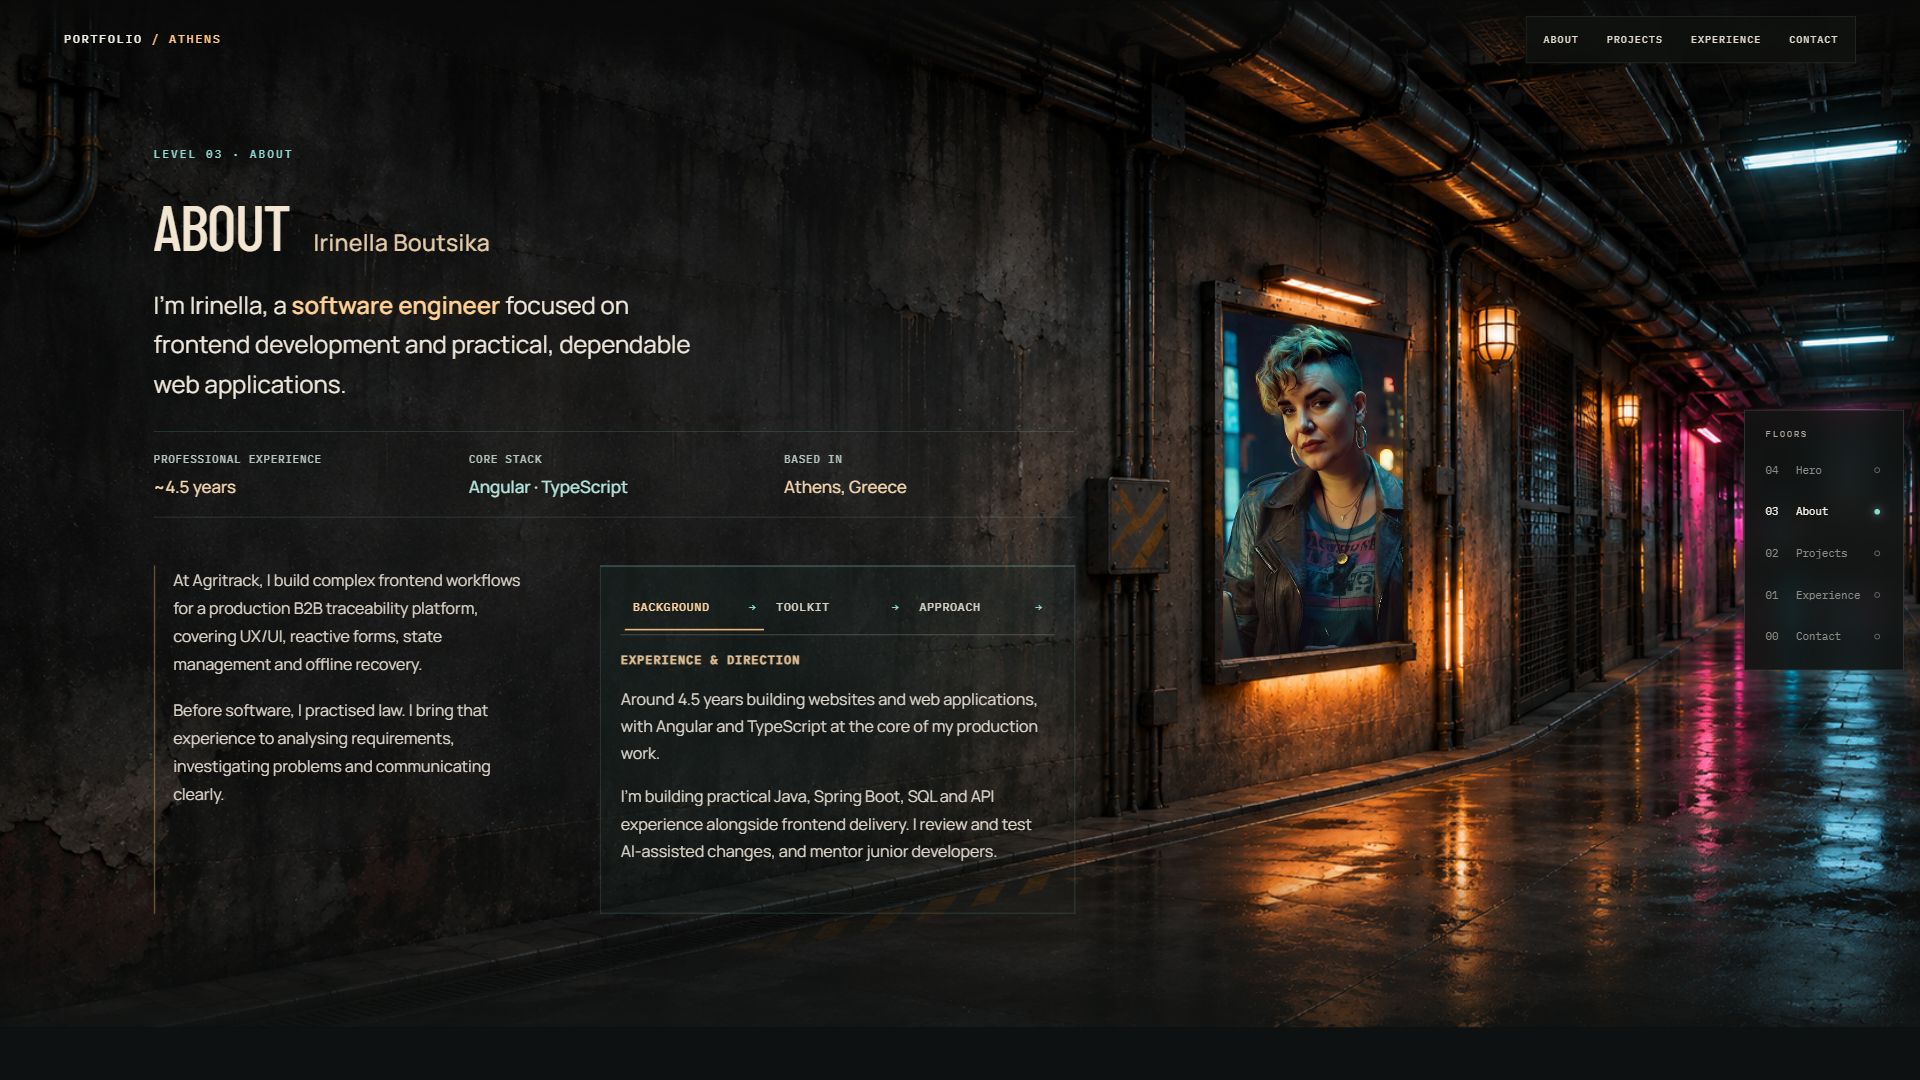 PORTFOLIO / ATHENS
ABOUT PROJECTS EXPERIENCE CONTACT
LEVEL 03 · ABOUT
ABOUT Irinella Boutsika
I'm Irinella, a software engineer focused on
frontend development and practical, dependable
web applications.
PROFESSIONAL EXPERIENCE
~4.5 years
CORE STACK
Angular · TypeScript
BASED IN
Athens, Greece
At Agritrack, I build complex frontend workflows
for a production B2B traceability platform,
covering UX/UI, reactive forms, state
management and offline recovery.
Before software, I practised law. I bring that
experience to analysing requirements,
investigating problems and communicating
clearly.
BACKGROUND → TOOLKIT → APPROACH →
EXPERIENCE & DIRECTION
Around 4.5 years building websites and web applications,
with Angular and TypeScript at the core of my production
work.
I'm building practical Java, Spring Boot, SQL and API
experience alongside frontend delivery. I review and test
AI-assisted changes, and mentor junior developers.
FLOORS
04 Hero
03 About
02 Projects
01 Experience
00 Contact